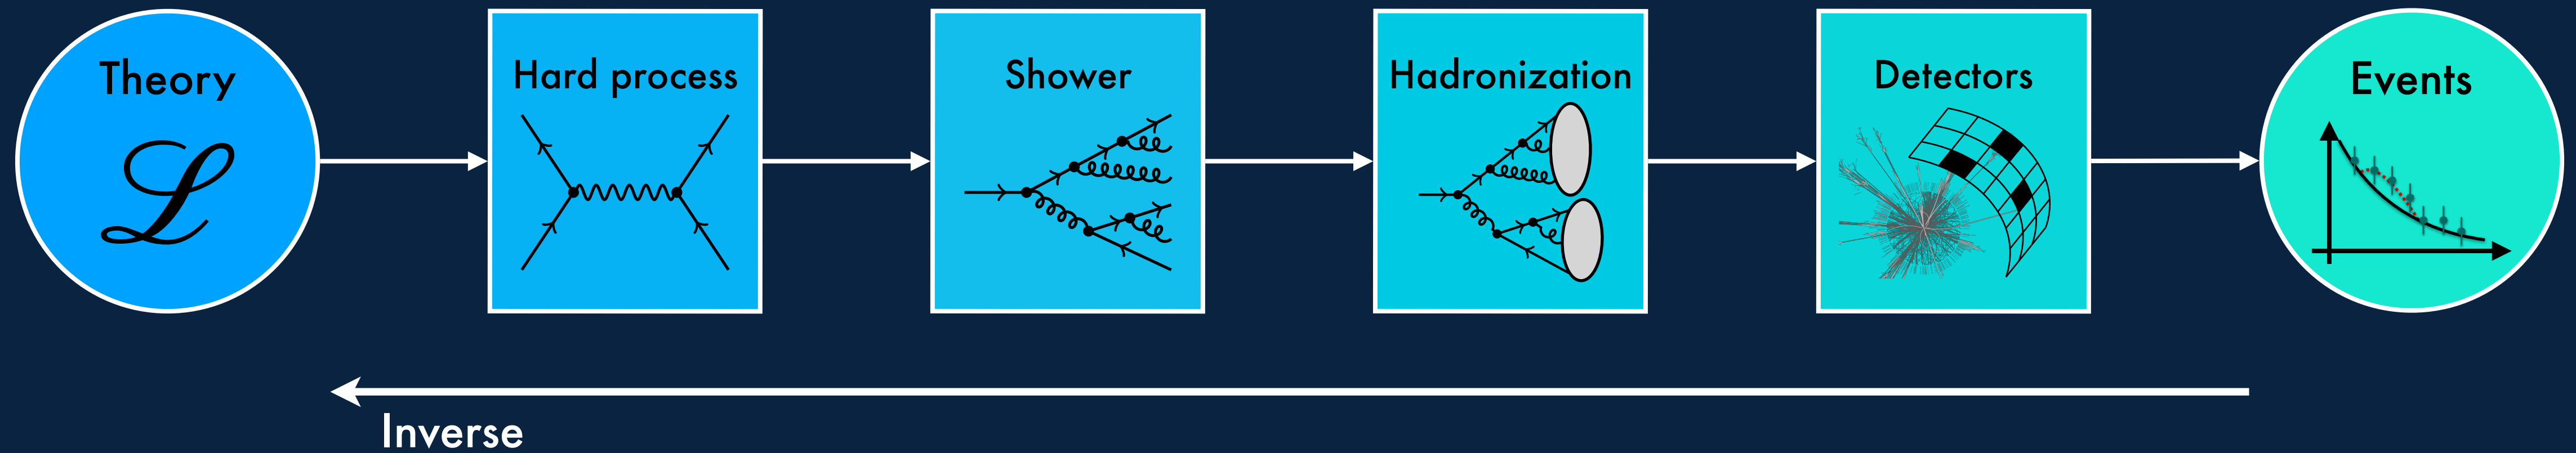 Theory
ℒ
Hard process
Shower
Hadronization
Detectors
Events
Inverse